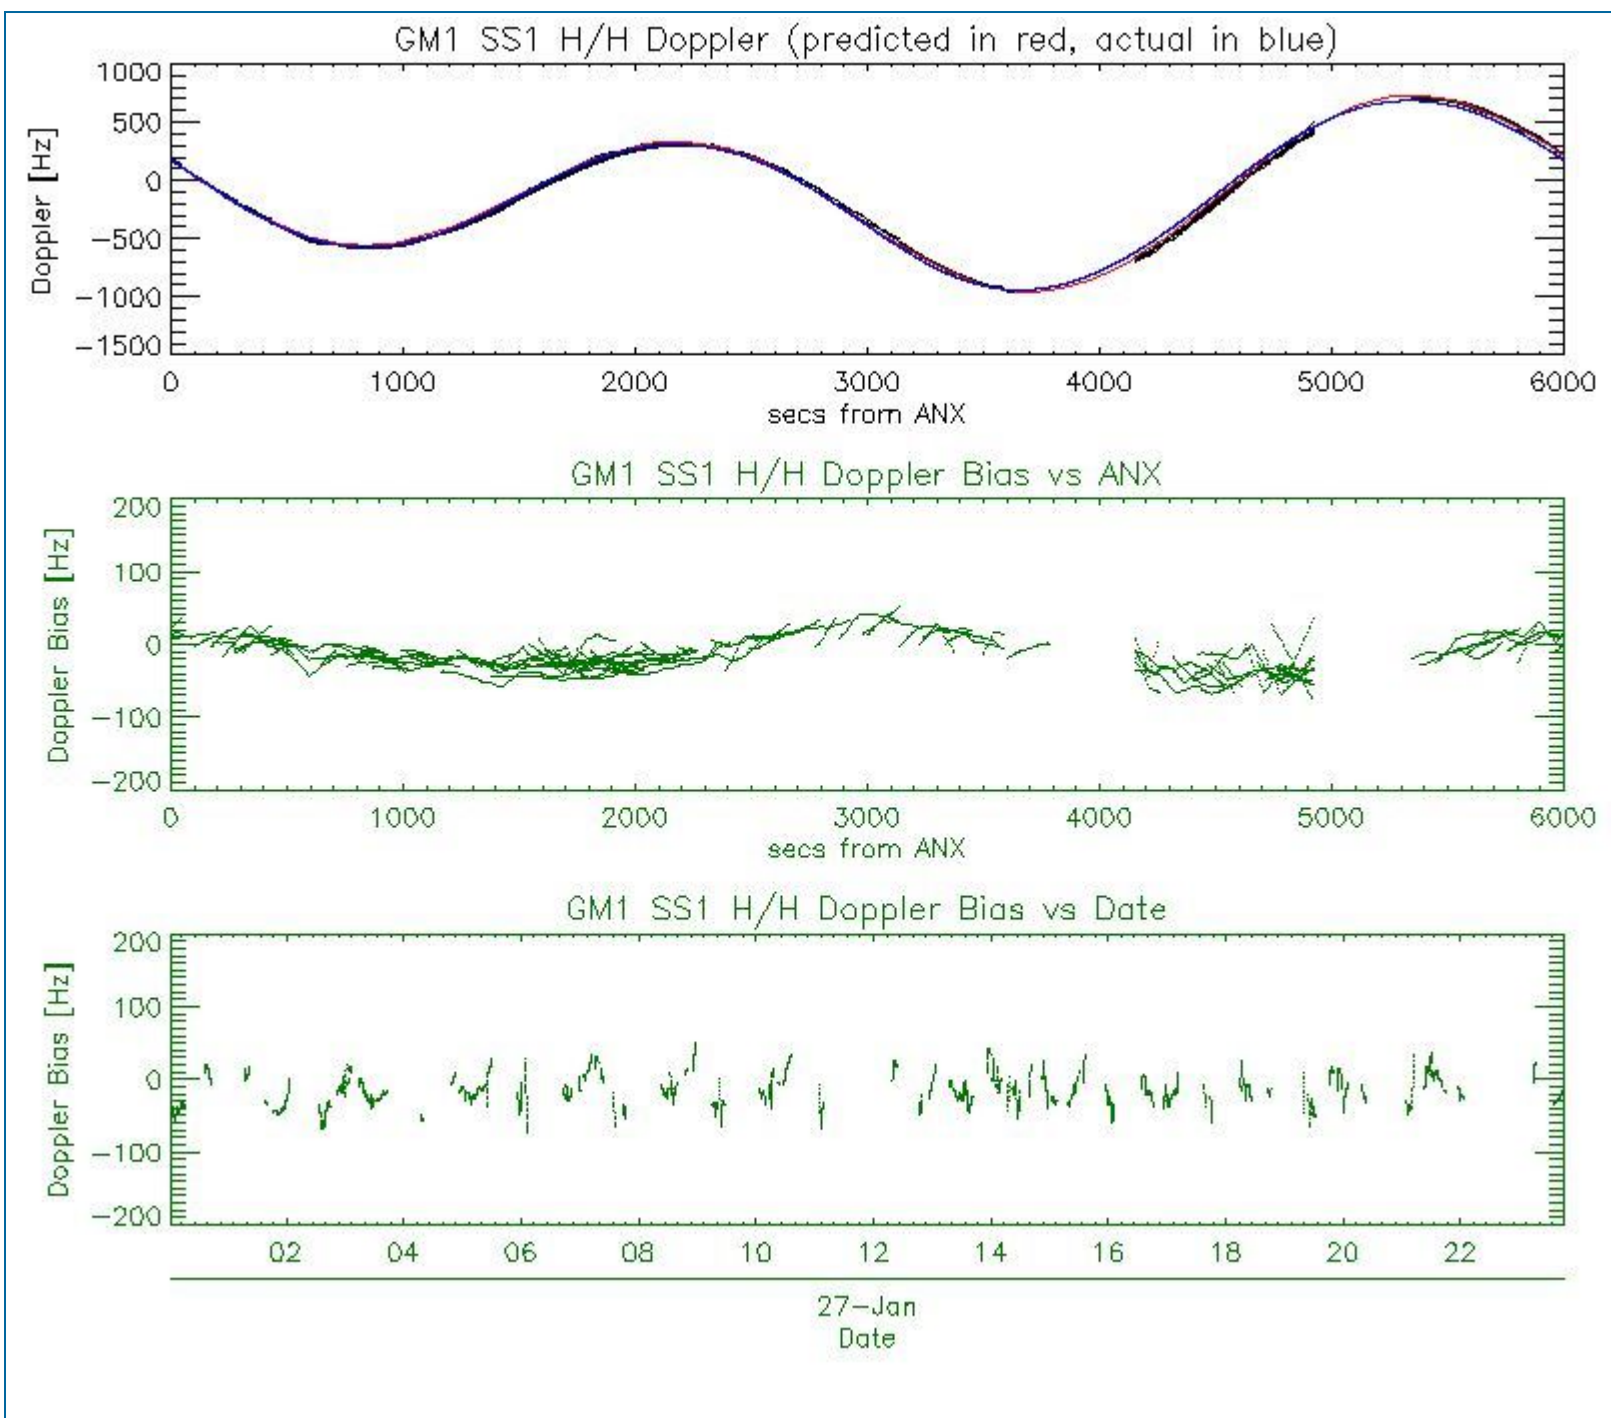 GM1 SS1 H/H Doppler (predicted in red, actual in blue)
1000
500
0
−500
−1000
−1500
Doppler [Hz]
0 1000 2000 3000 4000 5000 6000
secs from ANX
GM1 SS1 H/H Doppler Bias vs ANX
200
100
0
−100
−200
Doppler Bias [Hz]
0 1000 2000 3000 4000 5000 6000
secs from ANX
GM1 SS1 H/H Doppler Bias vs Date
200
100
0
−100
−200
Doppler Bias [Hz]
02 04 06 08 10 12 14 16 18 20 22
27−Jan
Date